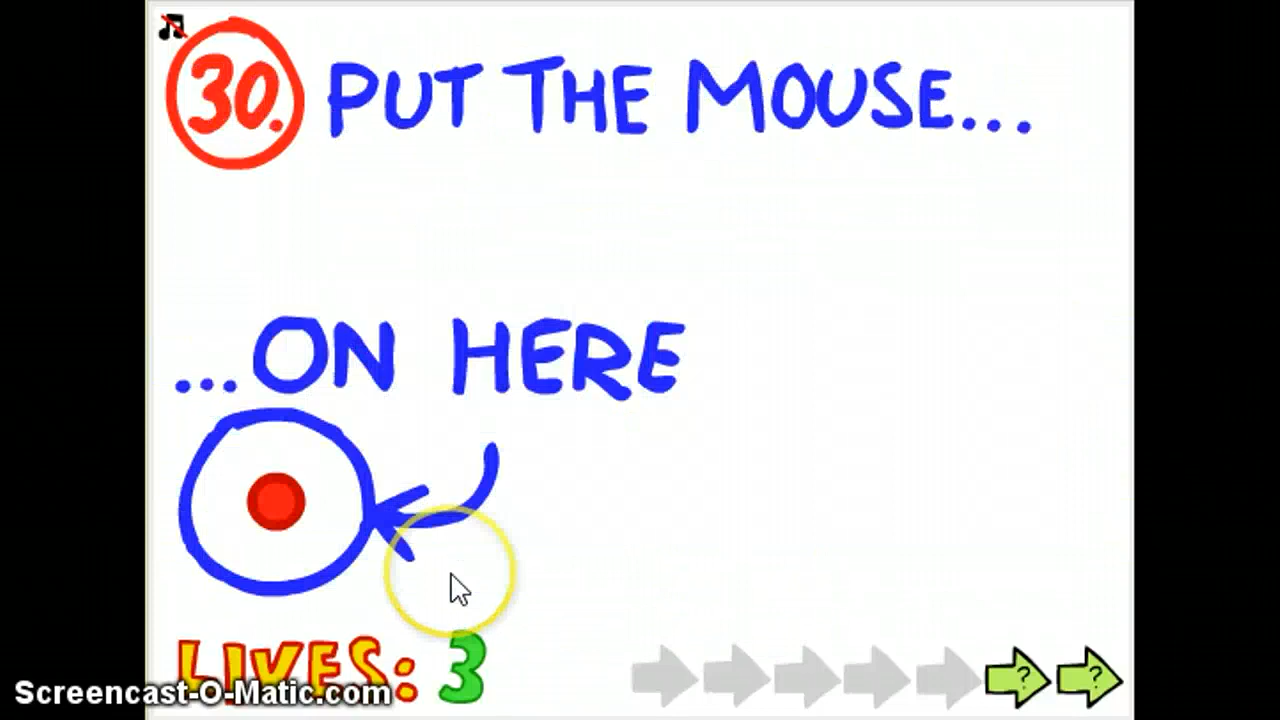 30. PUT THE MOUSE...
...ON HERE
LIVES: 3
? ?
Screencast-O-Matic.com